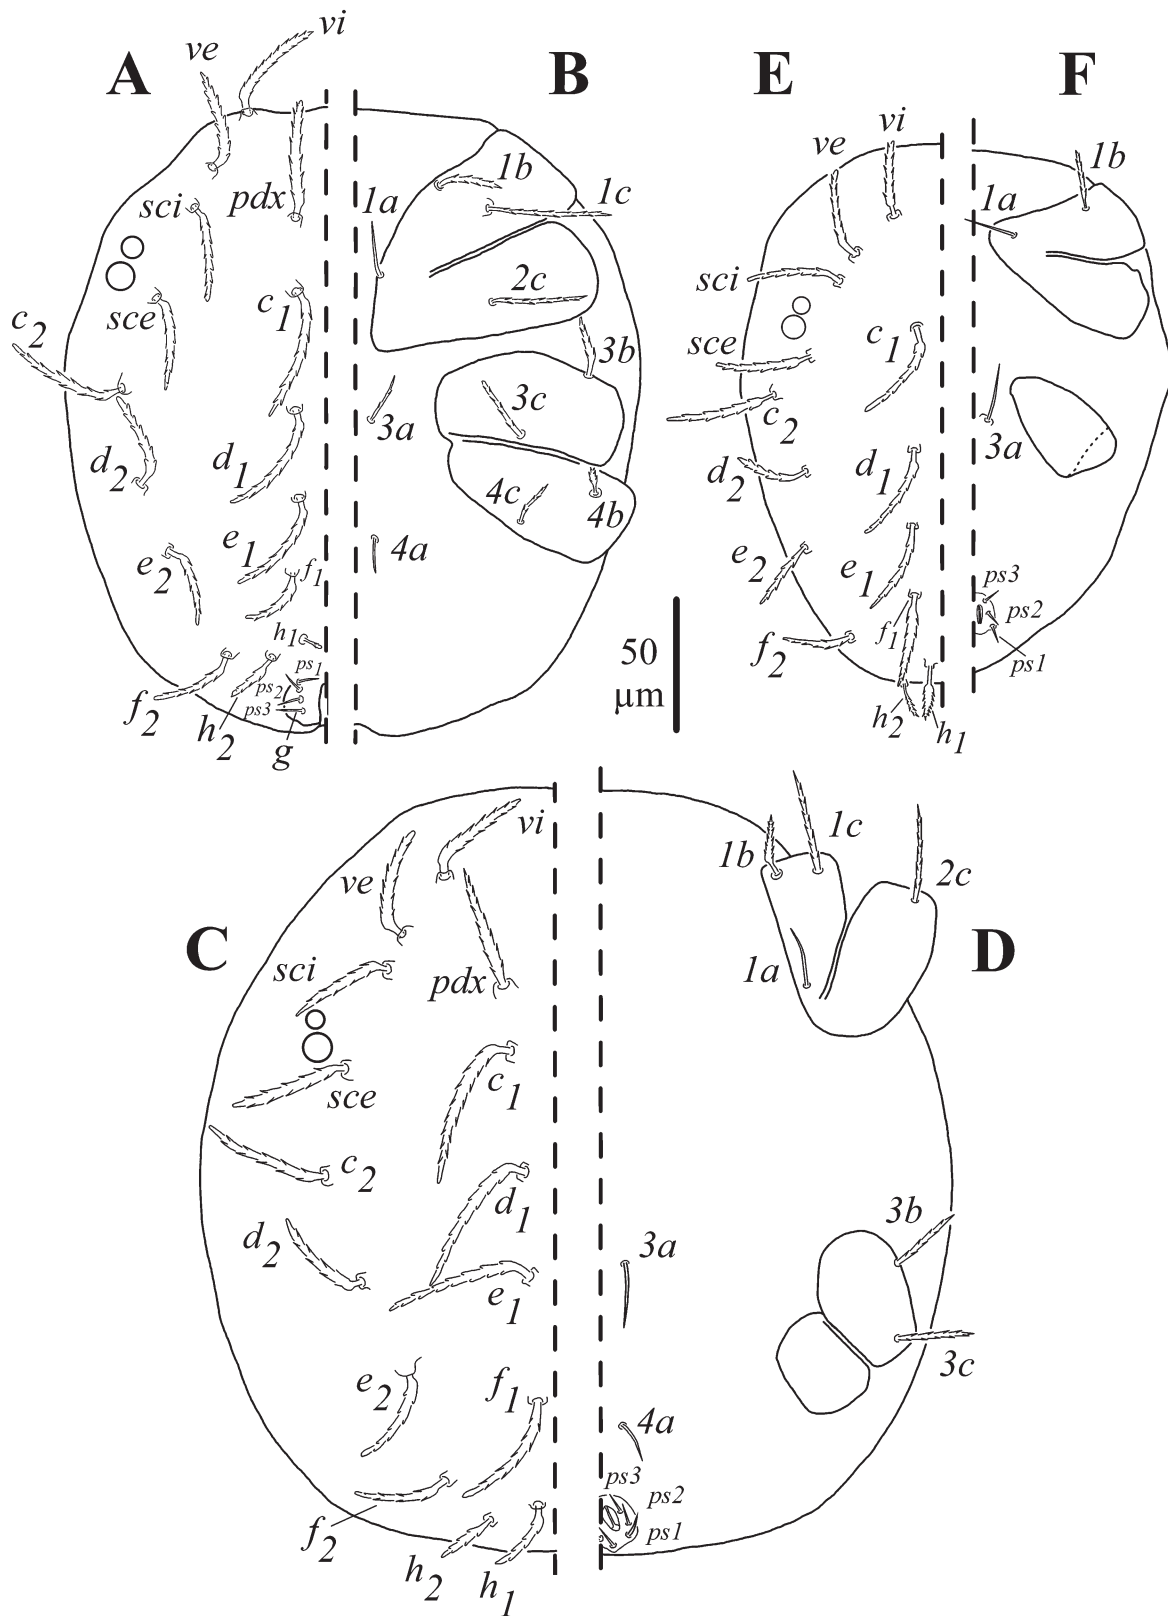 A
ve
vi
sci
pdx
sce
c2
c1
d2
d1
e2
e1
f1
h1
f2
h2
ps1
ps2
ps3
g
B
1b
1c
1a
2c
3b
3c
3a
4c
4b
4a
50
µm
E
ve
vi
sci
sce
c1
c2
d2
d1
e2
e1
f2
f1
h2
h1
F
1b
1a
3a
ps3
ps2
ps1
C
vi
ve
sci
pdx
sce
c1
c2
d1
d2
e1
e2
f1
f2
h2
h1
D
1c
1b
2c
1a
3b
3a
3c
4a
ps3
ps2
ps1